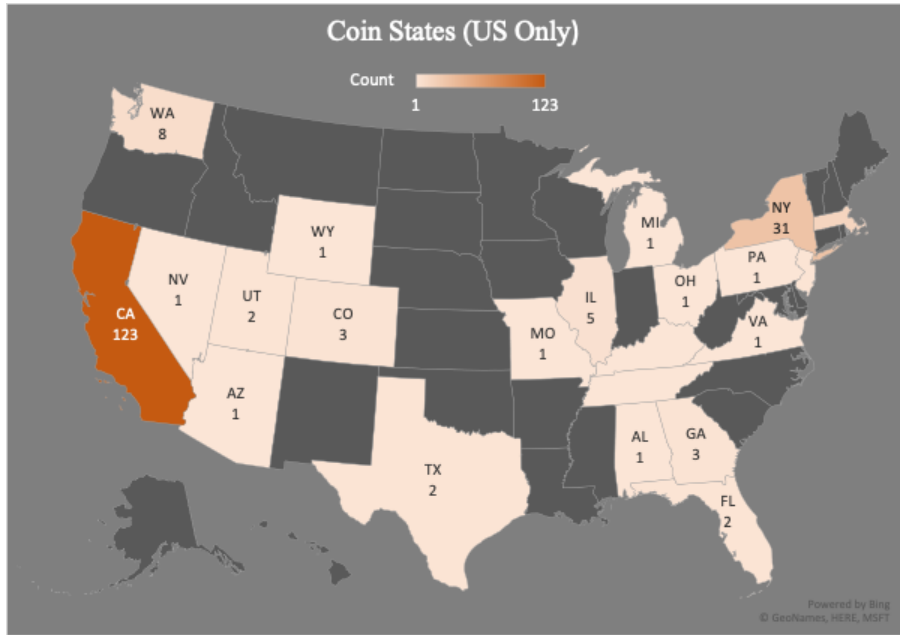 Coin States (US Only)
Count
1 123
WA
8
NY
31
MI
1
WY
1
PA
1
NV
1
OH
1
UT
2
IL
5
CO
3
CA
123
VA
1
MO
1
AZ
1
AL
1
GA
3
TX
2
FL
2
Powered by Bing
© GeoNames, HERE, MSFT